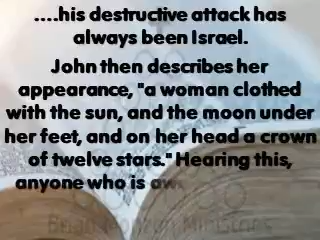 ....his destructive attack has
always been Israel.
John then describes her
appearance, "a woman clothed
with the sun, and the moon under
her feet, and on her head a crown
of twelve stars." Hearing this,
anyone who is